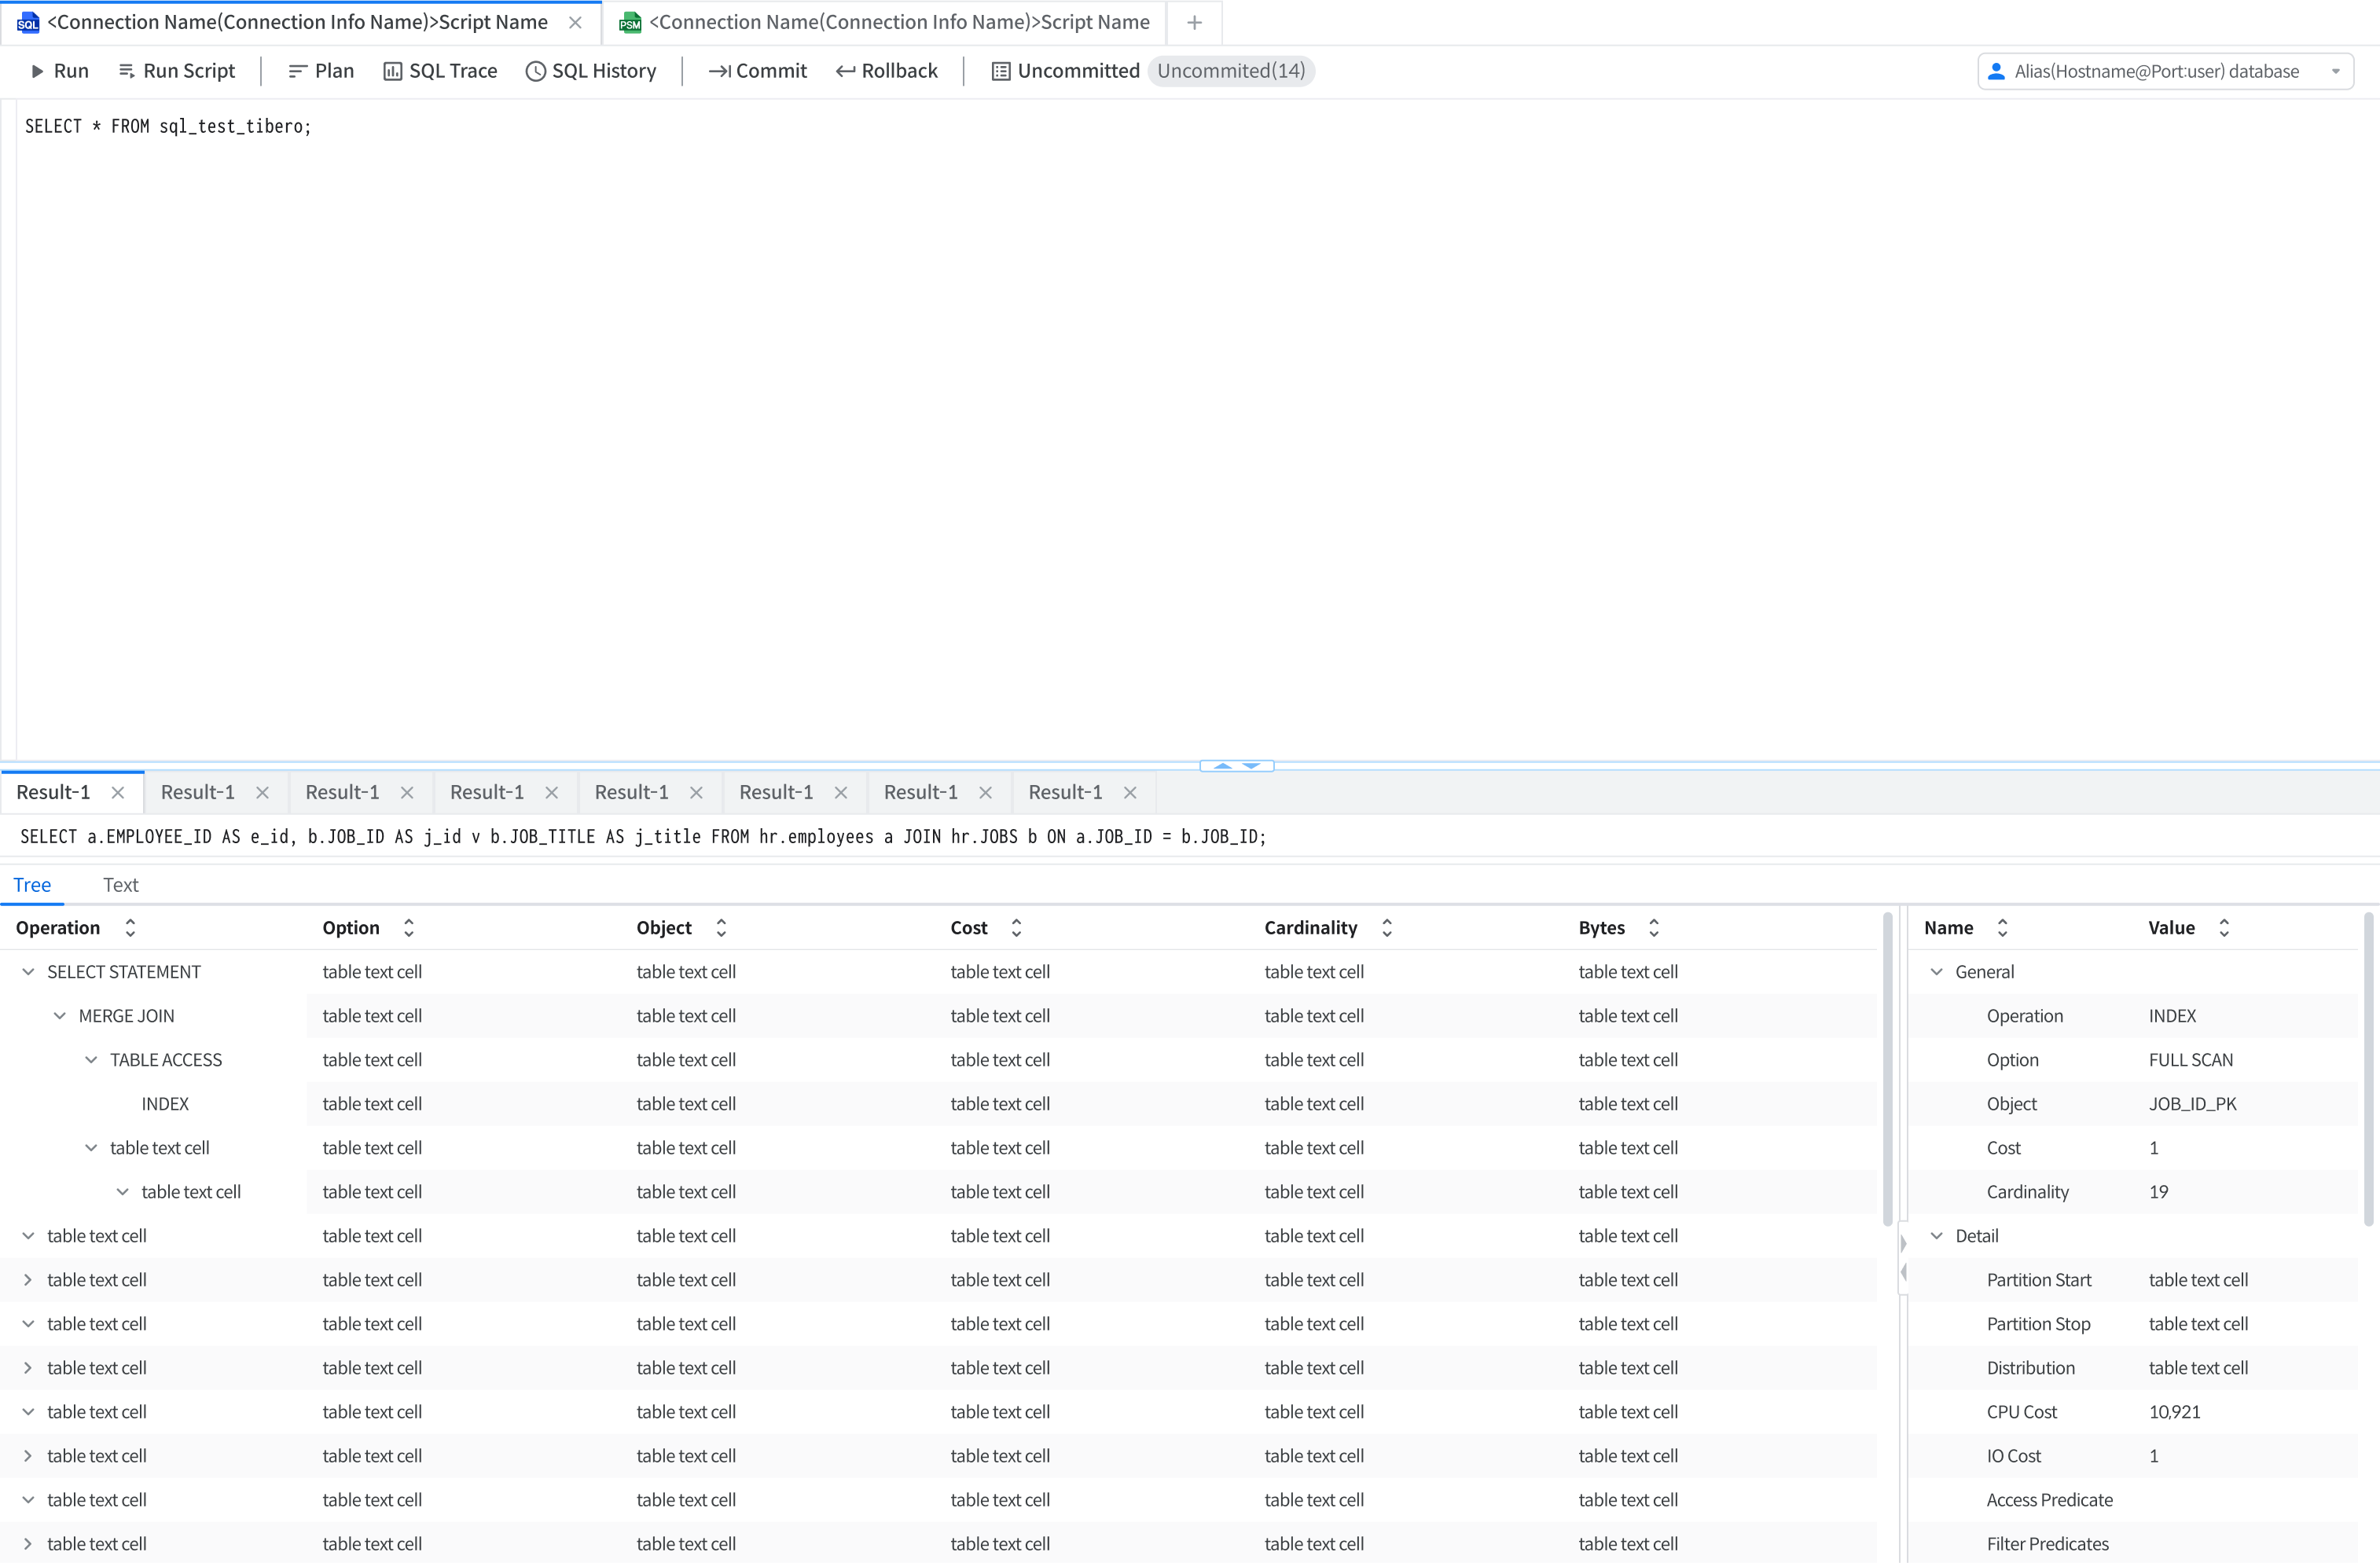 SQL <Connection Name(Connection Info Name)>Script Name PSM <Connection Name(Connection Info Name)>Script Name
Run Run Script Plan SQL Trace SQL History Commit Rollback Uncommitted Uncommited(14) Alias(Hostname@Port:user) database
SELECT * FROM sql_test_tibero;
Result-1 Result-1 Result-1 Result-1 Result-1 Result-1 Result-1 Result-1
SELECT a.EMPLOYEE_ID AS e_id, b.JOB_ID AS j_id v b.JOB_TITLE AS j_title FROM hr.employees a JOIN hr.JOBS b ON a.JOB_ID = b.JOB_ID;
Tree Text
Operation Option Object Cost Cardinality Bytes Name Value
SELECT STATEMENT table text cell table text cell table text cell table text cell table text cell General
MERGE JOIN table text cell table text cell table text cell table text cell table text cell Operation INDEX
TABLE ACCESS table text cell table text cell table text cell table text cell table text cell Option FULL SCAN
INDEX table text cell table text cell table text cell table text cell table text cell Object JOB_ID_PK
table text cell table text cell table text cell table text cell table text cell table text cell Cost 1
table text cell table text cell table text cell table text cell table text cell table text cell Cardinality 19
table text cell table text cell table text cell table text cell table text cell table text cell Detail
table text cell table text cell table text cell table text cell table text cell table text cell Partition Start table text cell
table text cell table text cell table text cell table text cell table text cell table text cell Partition Stop table text cell
table text cell table text cell table text cell table text cell table text cell table text cell Distribution table text cell
table text cell table text cell table text cell table text cell table text cell table text cell CPU Cost 10,921
table text cell table text cell table text cell table text cell table text cell table text cell IO Cost 1
table text cell table text cell table text cell table text cell table text cell table text cell Access Predicate
table text cell table text cell table text cell table text cell table text cell table text cell Filter Predicates